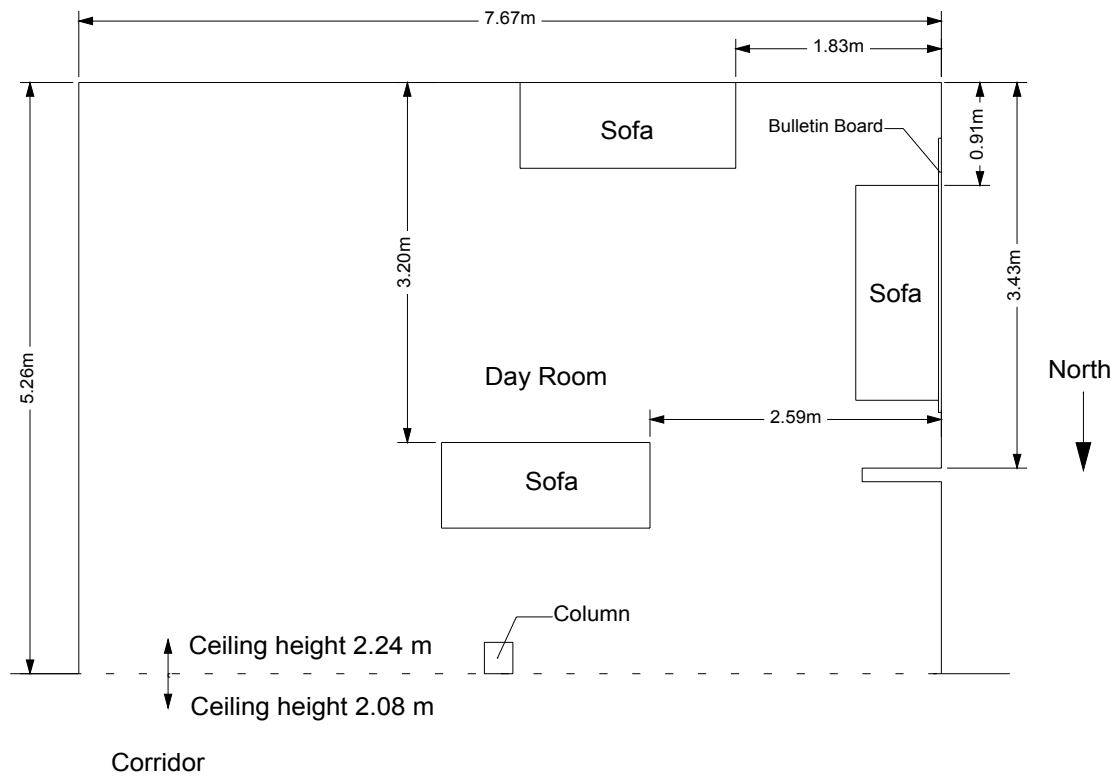 7.67m
1.83m
Sofa
Bulletin Board
0.91m
3.20m
3.43m
Sofa
5.26m
Day Room
North
2.59m
Sofa
Column
Ceiling height 2.24 m
Ceiling height 2.08 m
Corridor